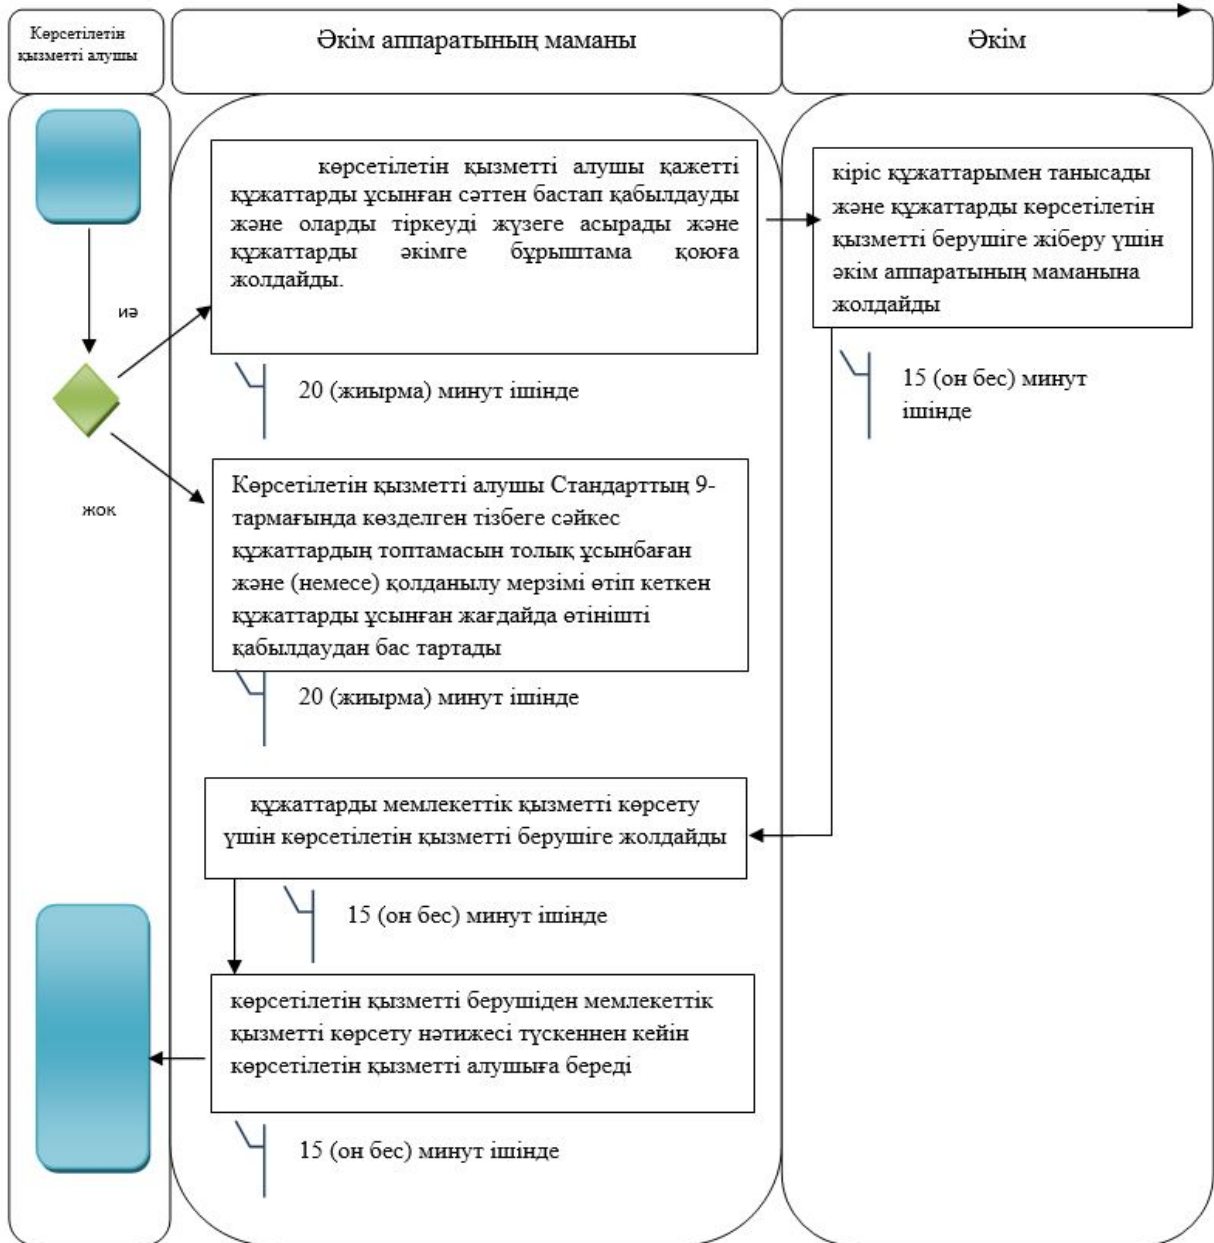 Көрсетілетін
қызметті алушы
Әкім аппаратының маманы
Әкім
көрсетілетін қызметті алушы қажетті
құжаттарды ұсынған сәттен бастап қабылдауды
және оларды тіркеуді жүзеге асырады және
құжаттарды әкімге бұрыштама қоюға
жолдайды.
кіріс құжаттарымен танысады
және құжаттарды көрсетілетін
қызметті берушіге жіберу үшін
әкім аппаратының маманына
жолдайды
иә
20 (жиырма) минут ішінде
15 (он бес) минут
ішінде
жоқ
Көрсетілетін қызметті алушы Стандарттың 9-
тармағында көзделген тізбеге сәйкес
құжаттардың топтамасын толық ұсынбаған
және (немесе) қолданылу мерзімі өтіп кеткен
құжаттарды ұсынған жағдайда өтінішті
қабылдаудан бас тартады
20 (жиырма) минут ішінде
құжаттарды мемлекеттік қызметті көрсету
үшін көрсетілетін қызметті берушіге жолдайды
15 (он бес) минут ішінде
көрсетілетін қызметті берушіден мемлекеттік
қызметті көрсету нәтижесі түскеннен кейін
көрсетілетін қызметті алушыға береді
15 (он бес) минут ішінде